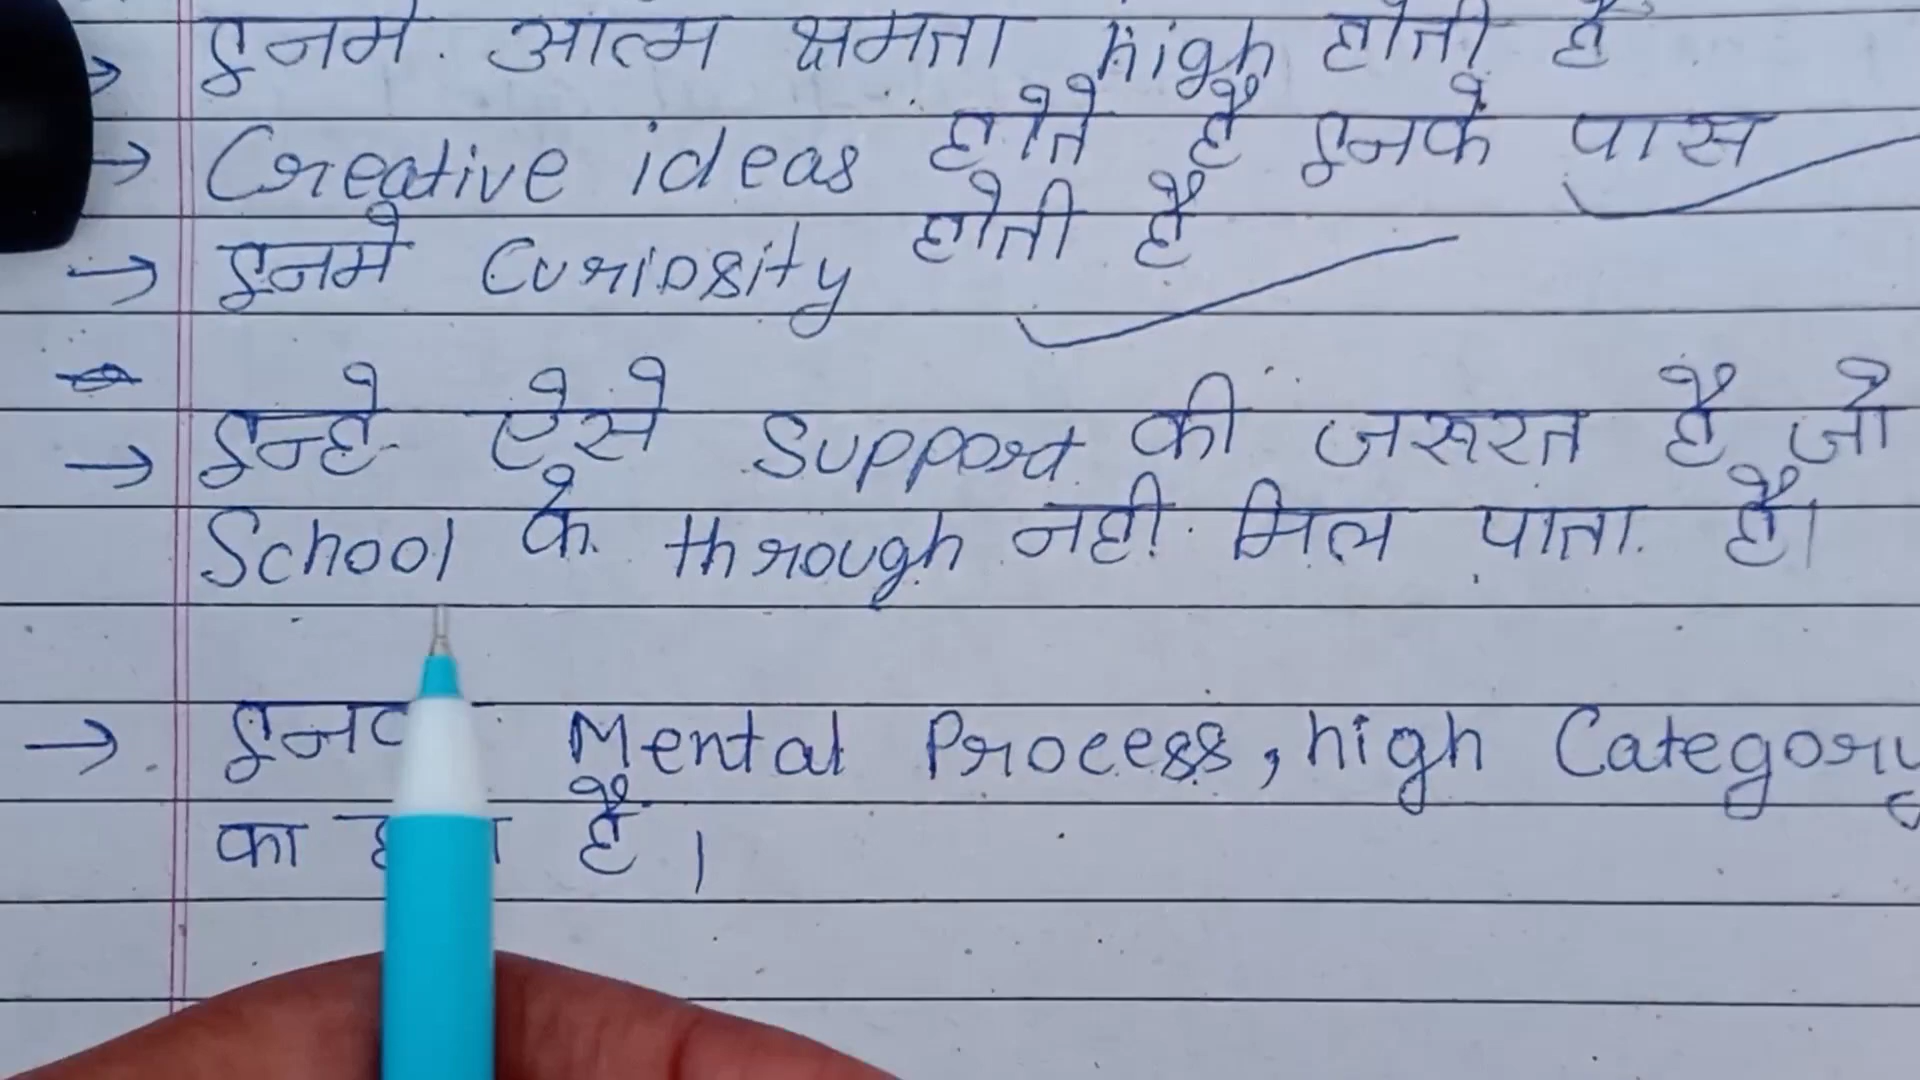 → इनमे आत्म क्षमता high होती है
→ Creative ideas होते है इनके पास
→ इनमे Curiosity होती है
→ इन्हे ऐसे Support की जरूरत है जो
School के through नही मिल पाता है।
→ Mental Process, high Category
का है।